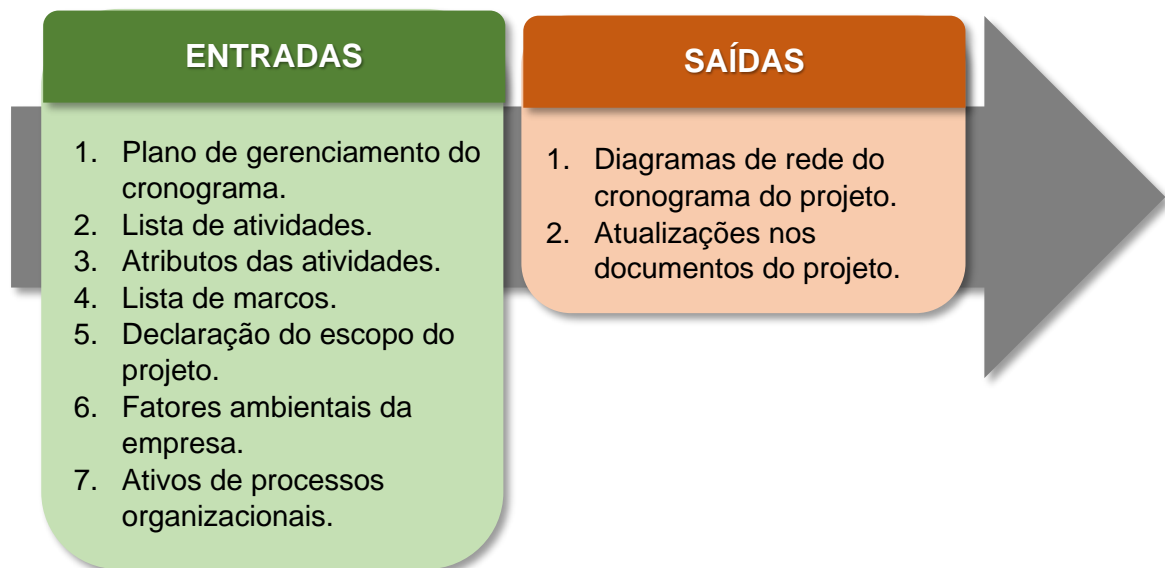 ENTRADAS
1. Plano de gerenciamento do
cronograma.
2. Lista de atividades.
3. Atributos das atividades.
4. Lista de marcos.
5. Declaração do escopo do
projeto.
6. Fatores ambientais da
empresa.
7. Ativos de processos
organizacionais.
SAÍDAS
1. Diagramas de rede do
cronograma do projeto.
2. Atualizações nos
documentos do projeto.